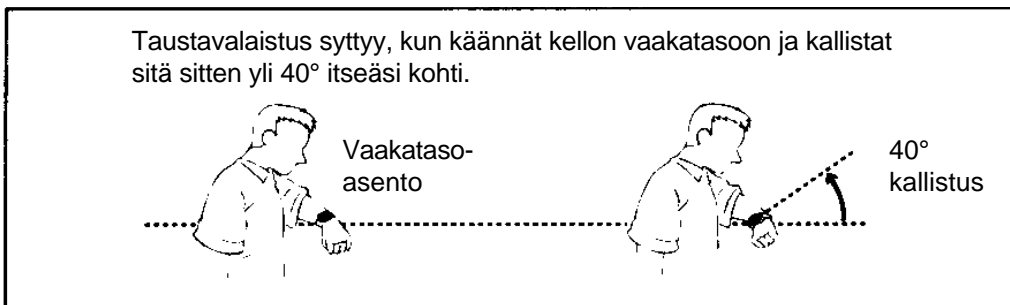 Taustavalaistus syttyy, kun käännät kellon vaakatasoon ja kallistat
sitä sitten yli 40° itseäsi kohti.
Vaakataso-
asento
40°
kallistus